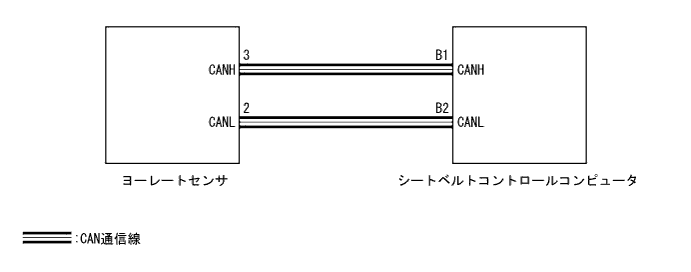 3 B1
CANH CANH
2 B2
CANL CANL
ヨーレートセンサ シートベルトコントロールコンピュータ
:CAN通信線